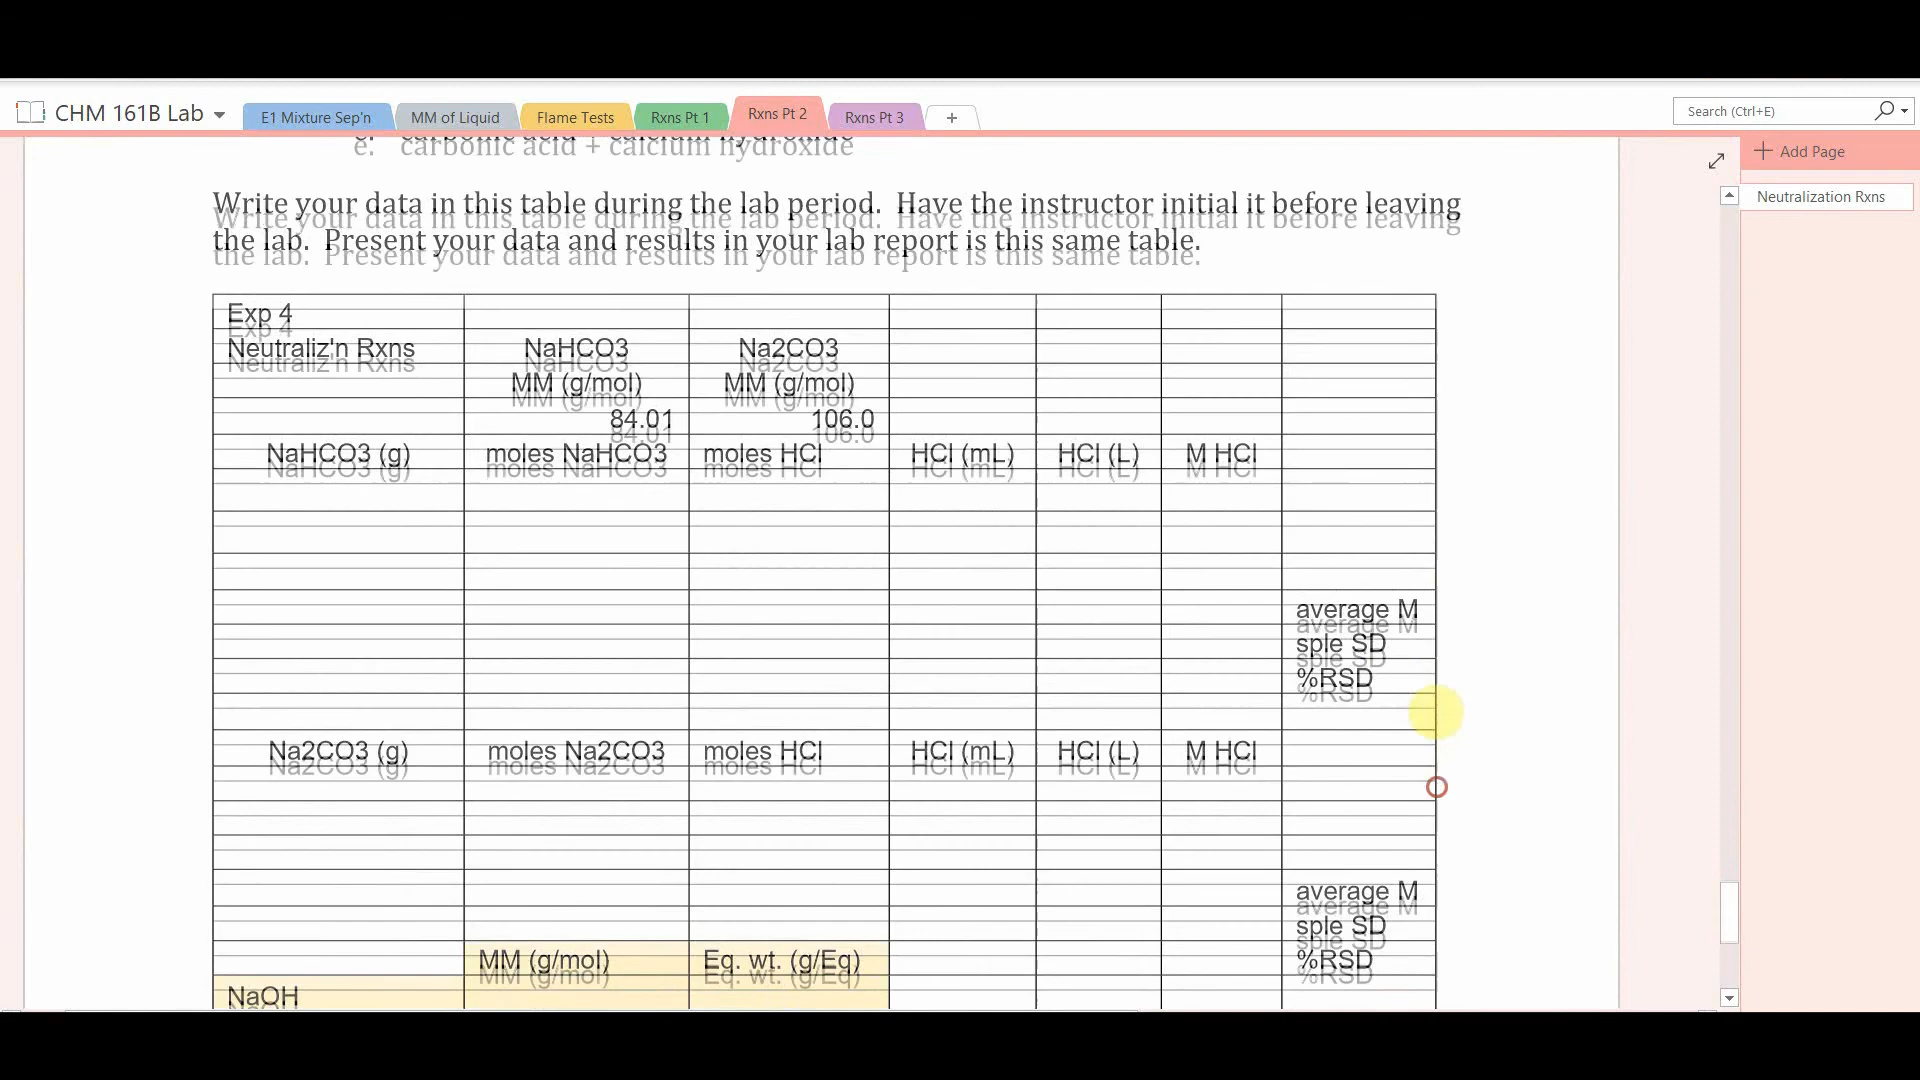 CHM 161B Lab
E1 Mixture Sep'n
MM of Liquid
Flame Tests
Rxns Pt 1
Rxns Pt 2
Rxns Pt 3
+
Search (Ctrl+E)
Add Page
Neutralization Rxns
e. carbonic acid + calcium hydroxide
Write your data in this table during the lab period. Have the instructor initial it before leaving
the lab. Present your data and results in your lab report is this same table.
Exp 4
Neutraliz'n Rxns NaHCO3 Na2CO3
MM (g/mol) MM (g/mol)
84.01 106.0
NaHCO3 (g) moles NaHCO3 moles HCl HCl (mL) HCl (L) M HCl
average M
sple SD
%RSD
Na2CO3 (g) moles Na2CO3 moles HCl HCl (mL) HCl (L) M HCl
average M
sple SD
MM (g/mol) Eq. wt. (g/Eq) %RSD
NaOH